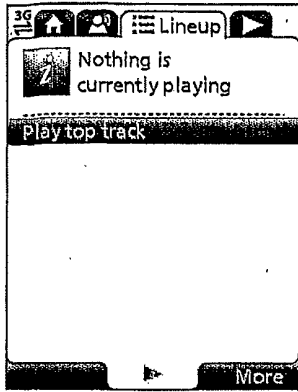 3G Lineup
Nothing is
currently playing
Play top track
More